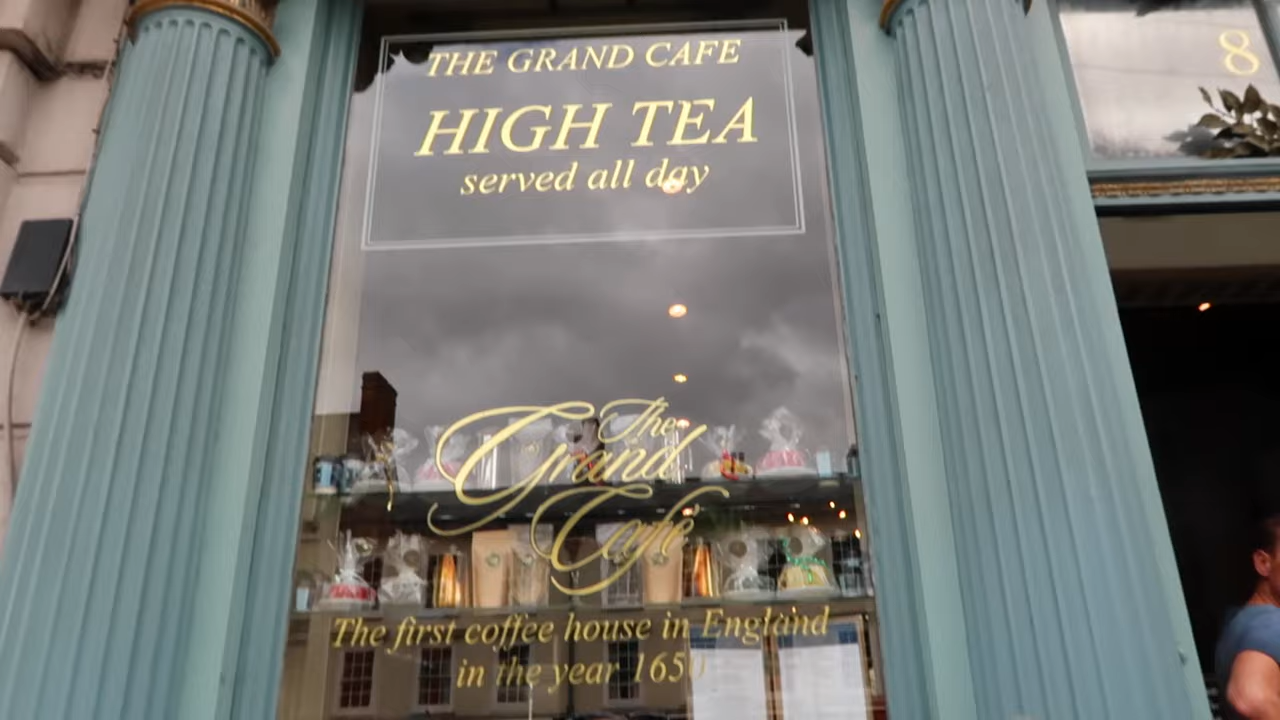 THE GRAND CAFE
HIGH TEA
served all day
8
The
Grand
Café
The first coffee house in England
in the year 1650